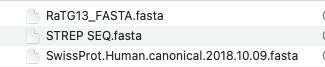 RaTG13_FASTA.fasta
STREP SEQ.fasta
SwissProt.Human.canonical.2018.10.09.fasta